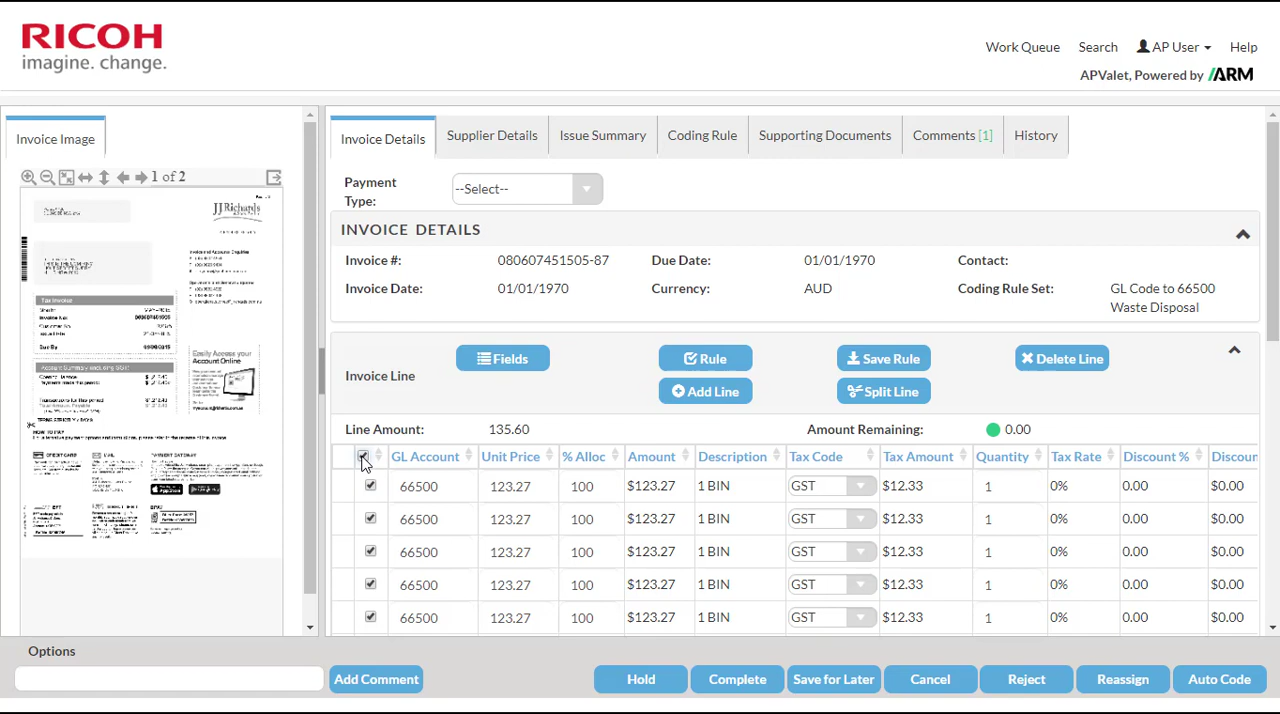 RICOH
imagine. change.
Work Queue Search AP User Help
APValet, Powered by ARM
Invoice Image
Invoice Details Supplier Details Issue Summary Coding Rule Supporting Documents Comments [1] History
1 of 2
JJRichards
Tax Invoice
Easily Access your
Account Online
Payment
Type: --Select--
INVOICE DETAILS
Invoice #: 080607451505-87 Due Date: 01/01/1970 Contact:
Invoice Date: 01/01/1970 Currency: AUD Coding Rule Set: GL Code to 66500
Waste Disposal
Invoice Line
Fields Rule Save Rule Delete Line
Add Line Split Line
Line Amount: 135.60 Amount Remaining: 0.00
GL Account Unit Price % Alloc Amount Description Tax Code Tax Amount Quantity Tax Rate Discount % Discoun
66500 123.27 100 $123.27 1 BIN GST $12.33 1 0% 0.00 $0.00
66500 123.27 100 $123.27 1 BIN GST $12.33 1 0% 0.00 $0.00
66500 123.27 100 $123.27 1 BIN GST $12.33 1 0% 0.00 $0.00
66500 123.27 100 $123.27 1 BIN GST $12.33 1 0% 0.00 $0.00
66500 123.27 100 $123.27 1 BIN GST $12.33 1 0% 0.00 $0.00
Options
Add Comment Hold Complete Save for Later Cancel Reject Reassign Auto Code